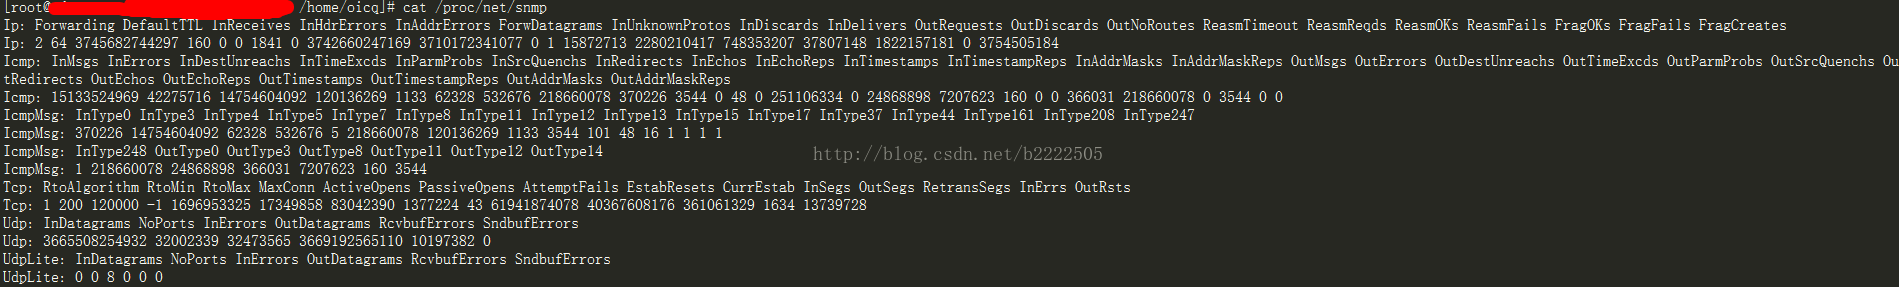 [root@ /home/oicq]# cat /proc/net/snmp
Ip: Forwarding DefaultTTL InReceives InHdrErrors InAddrErrors ForwDatagrams InUnknownProtos InDiscards InDelivers OutRequests OutDiscards OutNoRoutes ReasmTimeout ReasmReqds ReasmOKs ReasmFails FragOKs FragFails FragCreates
Ip: 2 64 3745682744297 160 0 0 1841 0 3742660247169 3710172341077 0 1 15872713 2280210417 748353207 37807148 1822157181 0 3754505184
Icmp: InMsgs InErrors InDestUnreachs InTimeExcds InParmProbs InSrcQuenchs InRedirects InEchos InEchoReps InTimestamps InTimestampReps InAddrMasks InAddrMaskReps OutMsgs OutErrors OutDestUnreachs OutTimeExcds OutParmProbs OutSrcQuenchs Ou
tRedirects OutEchos OutEchoReps OutTimestamps OutTimestampReps OutAddrMasks OutAddrMaskReps
Icmp: 15133524969 42275716 14754604092 120136269 1133 62328 532676 218660078 370226 3544 0 48 0 251106334 0 24868898 7207623 160 0 0 366031 218660078 0 3544 0 0
IcmpMsg: InType0 InType3 InType4 InType5 InType7 InType8 InType11 InType12 InType13 InType15 InType17 InType37 InType44 InType161 InType208 InType247
IcmpMsg: 370226 14754604092 62328 532676 5 218660078 120136269 1133 3544 101 48 16 1 1 1 1
IcmpMsg: InType248 OutType0 OutType3 OutType8 OutType11 OutType12 OutType14
IcmpMsg: 1 218660078 24868898 366031 7207623 160 3544
http://blog.csdn.net/b2222505
Tcp: RtoAlgorithm RtoMin RtoMax MaxConn ActiveOpens PassiveOpens AttemptFails EstabResets CurrEstab InSegs OutSegs RetransSegs InErrs OutRsts
Tcp: 1 200 120000 -1 1696953325 17349858 83042390 1377224 43 61941874078 40367608176 361061329 1634 13739728
Udp: InDatagrams NoPorts InErrors OutDatagrams RcvbufErrors SndbufErrors
Udp: 3665508254932 32002339 32473565 3669192565110 10197382 0
UdpLite: InDatagrams NoPorts InErrors OutDatagrams RcvbufErrors SndbufErrors
UdpLite: 0 0 8 0 0 0